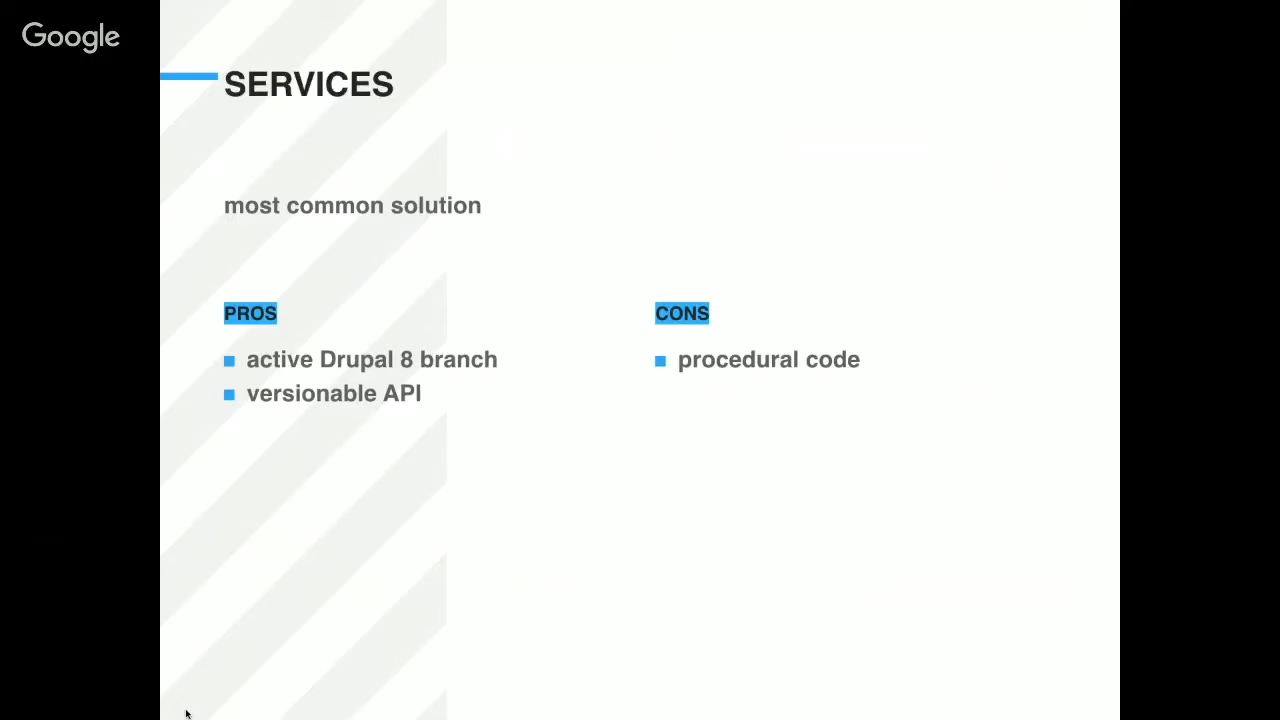 Google
SERVICES
most common solution
PROS
active Drupal 8 branch
versionable API
CONS
procedural code